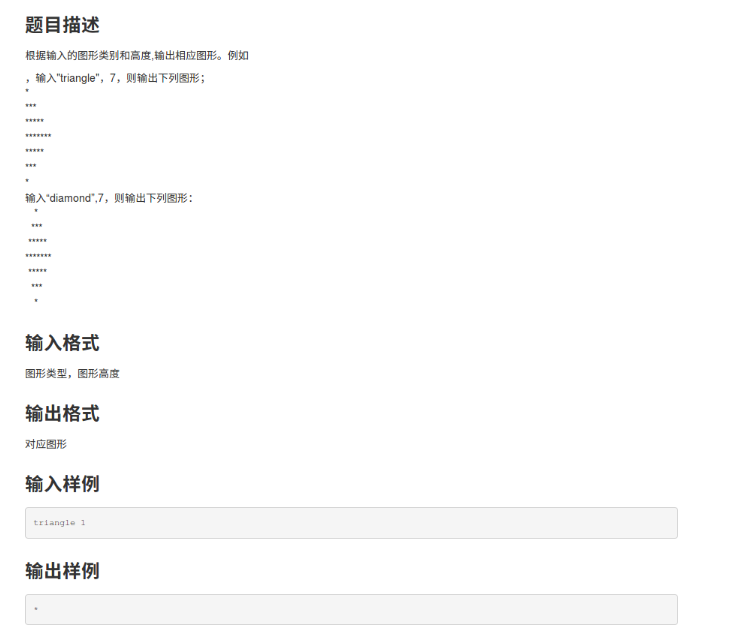 题目描述
根据输入的图形类别和高度,输出相应图形。例如
，输入"triangle"，7，则输出下列图形；
*
***
*****
*******
*****
***
*
输入“diamond”,7，则输出下列图形：
   *
  ***
 *****
*******
 *****
  ***
   *
输入格式
图形类型，图形高度
输出格式
对应图形
输入样例
triangle 1
输出样例
*